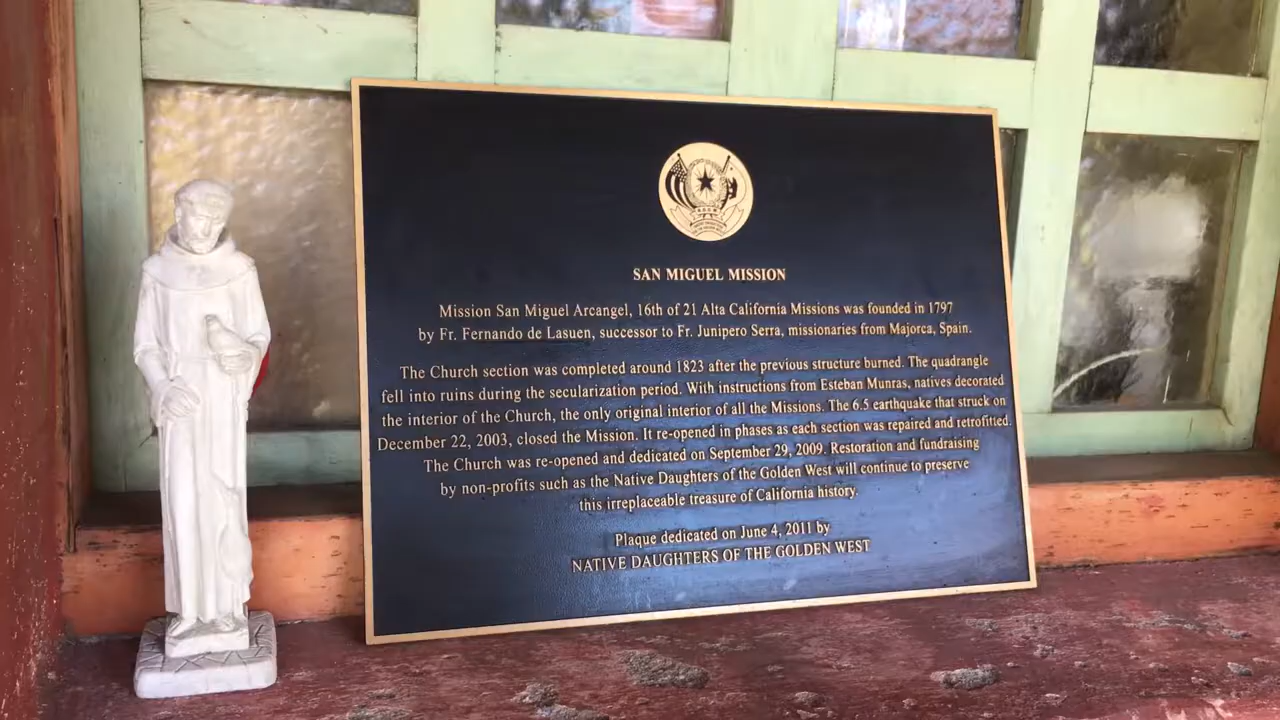 SAN MIGUEL MISSION
Mission San Miguel Arcangel, 16th of 21 Alta California Missions was founded in 1797
by Fr. Fernando de Lasuen, successor to Fr. Junipero Serra, missionaries from Majorca, Spain.
The Church section was completed around 1823 after the previous structure burned. The quadrangle
fell into ruins during the secularization period. With instructions from Esteban Munras, natives decorated
the interior of the Church, the only original interior of all the Missions. The 6.5 earthquake that struck on
December 22, 2003, closed the Mission. It re-opened in phases as each section was repaired and retrofitted.
The Church was re-opened and dedicated on September 29, 2009. Restoration and fundraising
by non-profits such as the Native Daughters of the Golden West will continue to preserve
this irreplaceable treasure of California history.
Plaque dedicated on June 4, 2011 by
NATIVE DAUGHTERS OF THE GOLDEN WEST